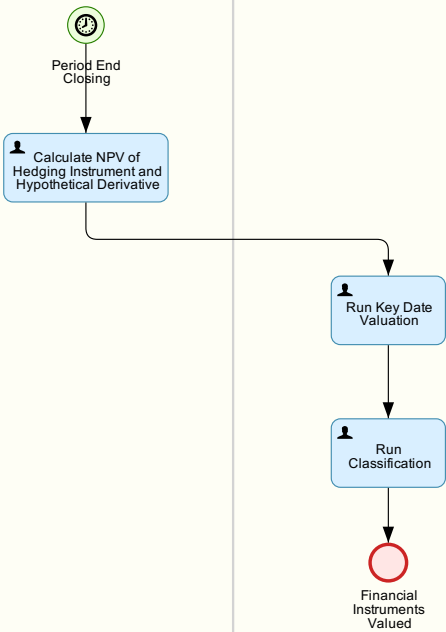 Period End
Closing
Calculate NPV of
Hedging Instrument and
Hypothetical Derivative
Run Key Date
Valuation
Run
Classification
Financial
Instruments
Valued